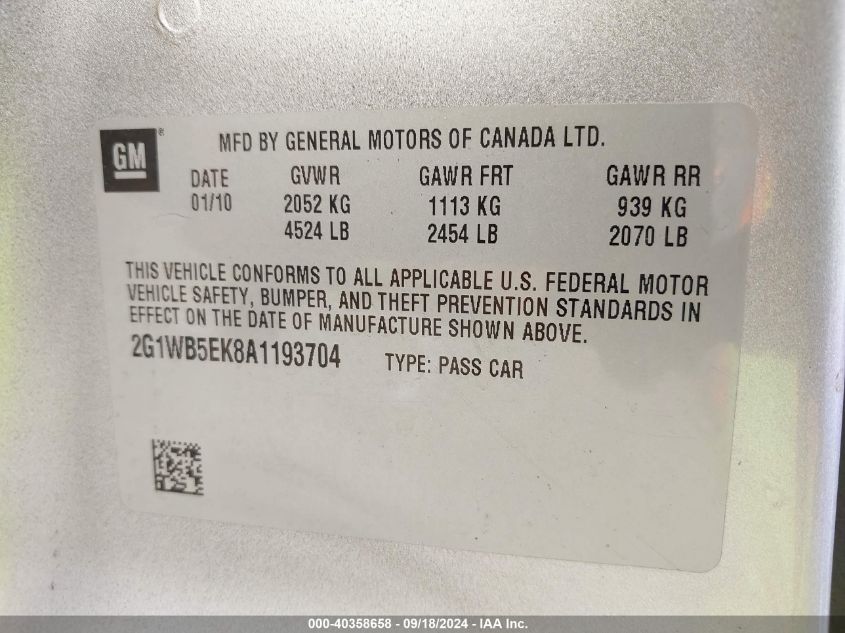 GM ®
MFD BY GENERAL MOTORS OF CANADA LTD.
DATE GVWR GAWR FRT GAWR RR
01/10 2052 KG 1113 KG 939 KG
4524 LB 2454 LB 2070 LB
THIS VEHICLE CONFORMS TO ALL APPLICABLE U.S. FEDERAL MOTOR
VEHICLE SAFETY, BUMPER, AND THEFT PREVENTION STANDARDS IN
EFFECT ON THE DATE OF MANUFACTURE SHOWN ABOVE.
2G1WB5EK8A1193704 TYPE: PASS CAR
000-40358658 - 09/18/2024 - IAA Inc.